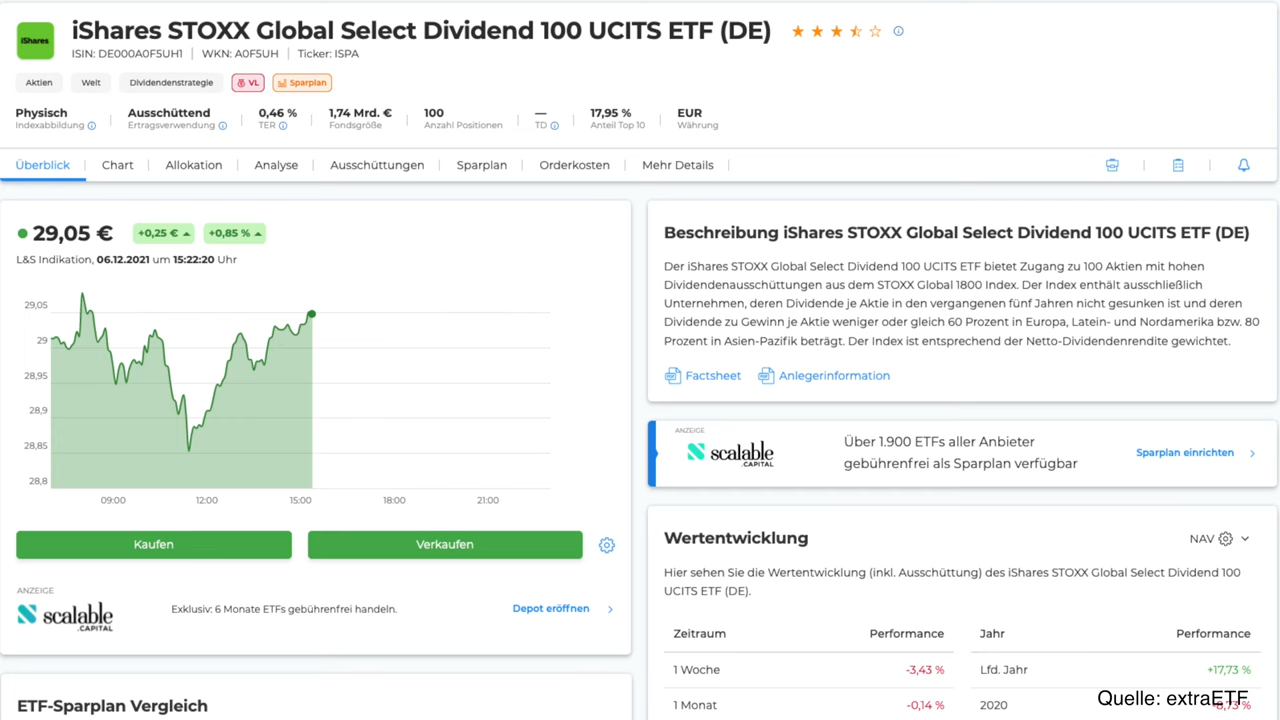 iShares
iShares STOXX Global Select Dividend 100 UCITS ETF (DE)
ISIN: DE000A0F5UH1 | WKN: A0F5UH | Ticker: ISPA
Aktien Welt Dividendenstrategie VL Sparplan
Physisch Ausschüttend 0,46 % 1,74 Mrd. € 100 — 17,95 % EUR
Indexabbildung Ertragsverwendung TER Fondsgröße Anzahl Positionen TD Anteil Top 10 Währung
Überblick Chart Allokation Analyse Ausschüttungen Sparplan Orderkosten Mehr Details
29,05 € +0,25 € +0,85 %
L&S Indikation, 06.12.2021 um 15:22:20 Uhr
29,05
29
28,95
28,9
28,85
28,8
09:00 12:00 15:00 18:00 21:00
Kaufen Verkaufen
ANZEIGE
scalable
.CAPITAL
Exklusiv: 6 Monate ETFs gebührenfrei handeln.
Depot eröffnen
ETF-Sparplan Vergleich
Beschreibung iShares STOXX Global Select Dividend 100 UCITS ETF (DE)
Der iShares STOXX Global Select Dividend 100 UCITS ETF bietet Zugang zu 100 Aktien mit hohen
Dividendenausschüttungen aus dem STOXX Global 1800 Index. Der Index enthält ausschließlich
Unternehmen, deren Dividende je Aktie in den vergangenen fünf Jahren nicht gesunken ist und deren
Dividende zu Gewinn je Aktie weniger oder gleich 60 Prozent in Europa, Latein- und Nordamerika bzw. 80
Prozent in Asien-Pazifik beträgt. Der Index ist entsprechend der Netto-Dividendenrendite gewichtet.
Factsheet Anlegerinformation
ANZEIGE
scalable
.CAPITAL
Über 1.900 ETFs aller Anbieter
gebührenfrei als Sparplan verfügbar
Sparplan einrichten
Wertentwicklung NAV
Hier sehen Sie die Wertentwicklung (inkl. Ausschüttung) des iShares STOXX Global Select Dividend 100
UCITS ETF (DE).
Zeitraum Performance Jahr Performance
1 Woche -3,43 % Lfd. Jahr +17,73 %
1 Monat -0,14 % 2020
Quelle: extraETF